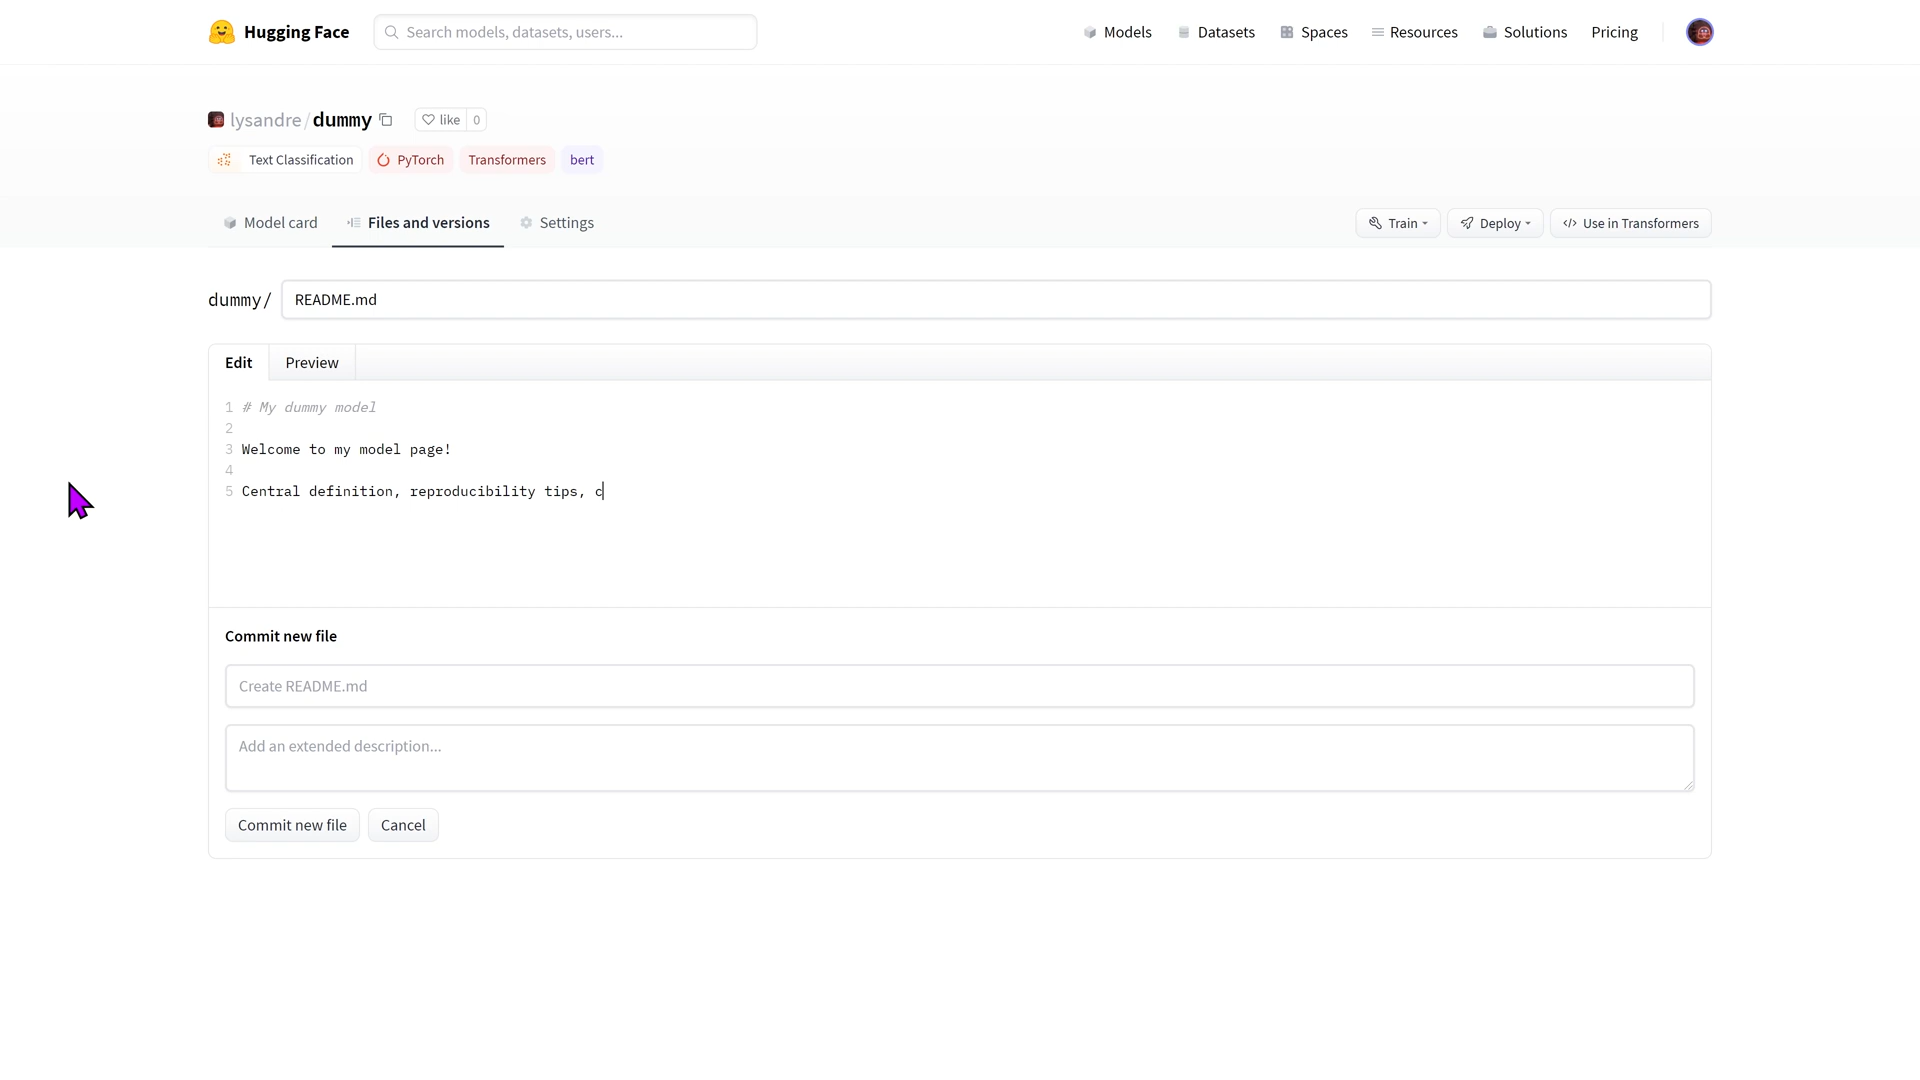 Hugging Face Search models, datasets, users... Models Datasets Spaces Resources Solutions Pricing
lysandre/dummy like 0
Text Classification PyTorch Transformers bert
Model card Files and versions Settings Train Deploy </> Use in Transformers
dummy/ README.md
Edit Preview
1 # My dummy model
2
3 Welcome to my model page!
4
5 Central definition, reproducibility tips, c
Commit new file
Create README.md
Add an extended description...
Commit new file Cancel